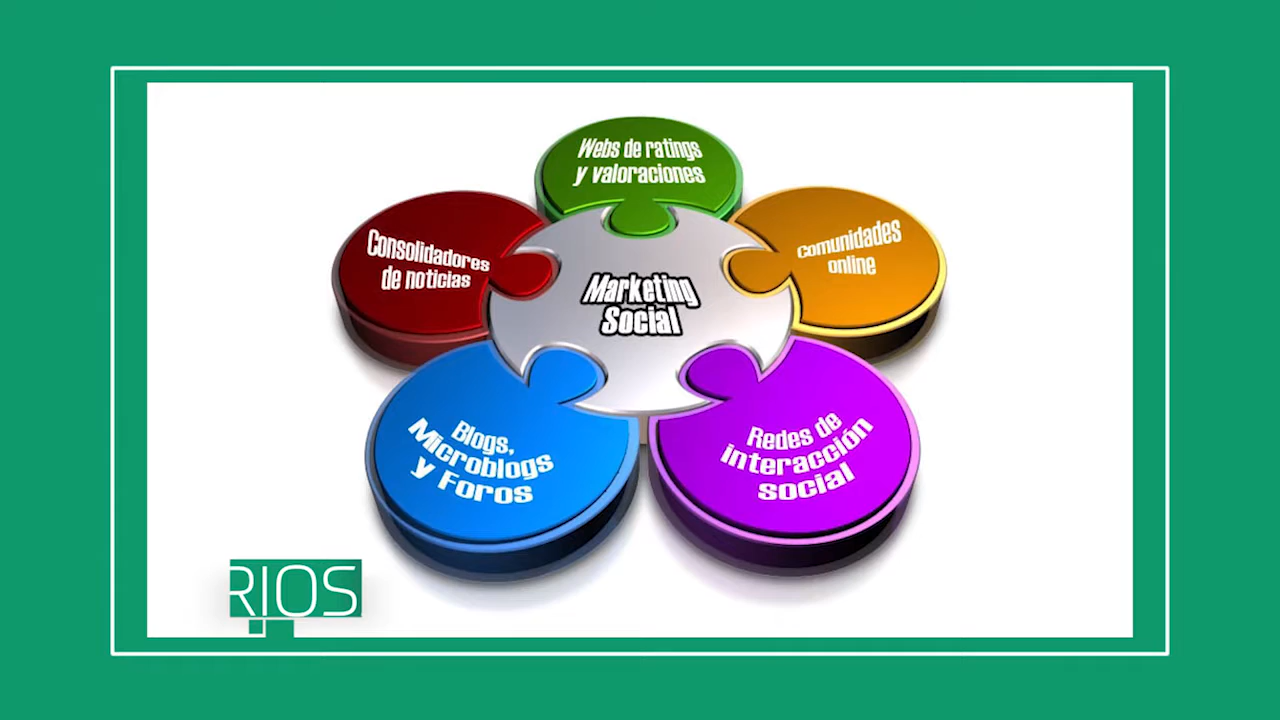 Webs de ratings
y valoraciones
Consolidadores
de noticias
Comunidades
online
Marketing
Social
Blogs,
Microblogs
y Foros
Redes de
interacción
social
RIOS